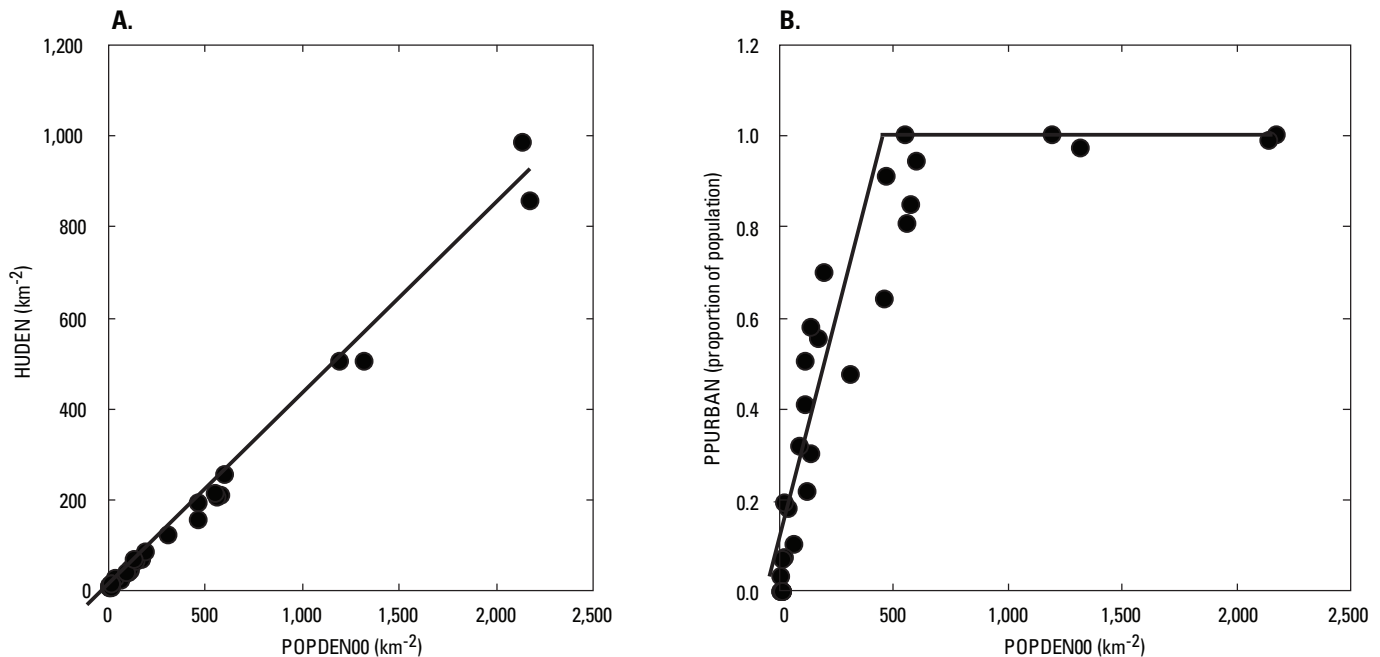 A.
1,200
1,000
800
600
400
200
0
HUDEN (km-2)
0 500 1,000 1,500 2,000 2,500
POPDEN00 (km-2)
B.
1.2
1.0
0.8
0.6
0.4
0.2
0.0
PPURBAN (proportion of population)
0 500 1,000 1,500 2,000 2,500
POPDEN00 (km-2)